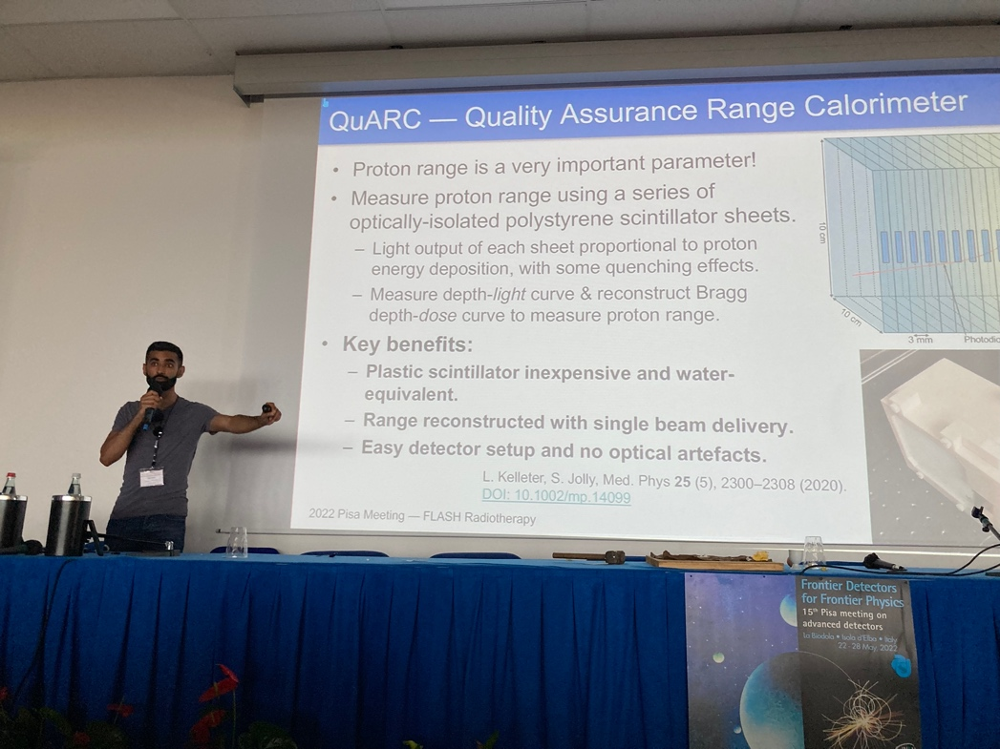 QuARC — Quality Assurance Range Calorimeter
• Proton range is a very important parameter!
• Measure proton range using a series of
optically-isolated polystyrene scintillator sheets.
– Light output of each sheet proportional to proton
energy deposition, with some quenching effects.
– Measure depth-light curve & reconstruct Bragg
depth-dose curve to measure proton range.
• Key benefits:
– Plastic scintillator inexpensive and water-
equivalent.
– Range reconstructed with single beam delivery.
– Easy detector setup and no optical artefacts.
L. Kelleter, S. Jolly, Med. Phys 25 (5), 2300–2308 (2020).
DOI: 10.1002/mp.14099
2022 Pisa Meeting — FLASH Radiotherapy
10 cm
10 cm
3 mm
Photodio
Frontier Detectors
for Frontier Physics
15th Pisa meeting on
advanced detectors
La Biodola • Isola d'Elba • Italy
22 - 28 May, 2022